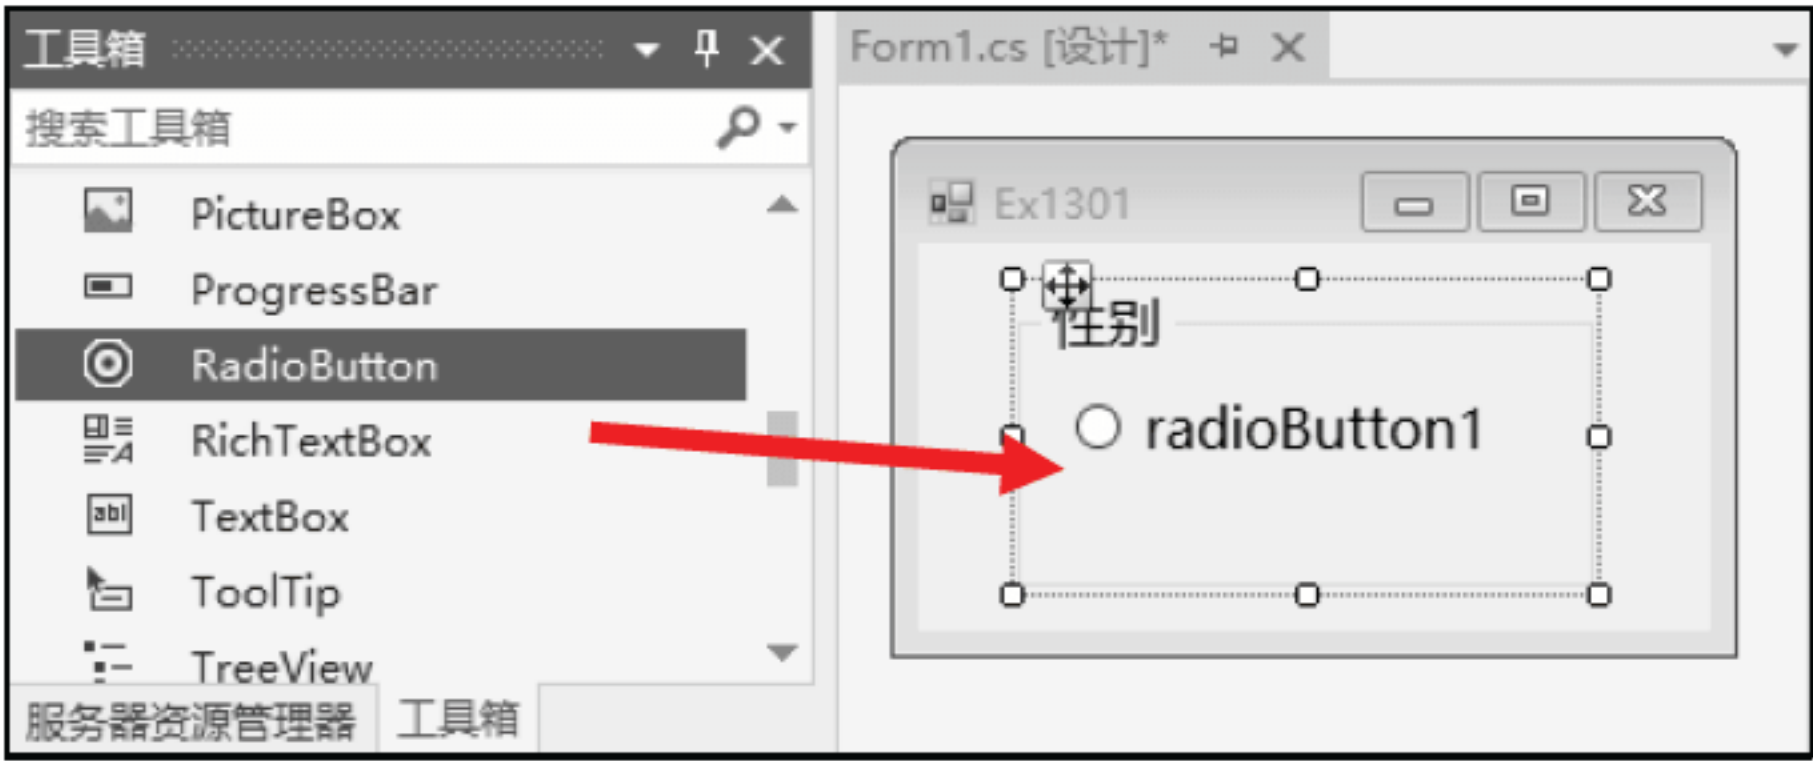 工具箱
搜索工具箱
PictureBox
ProgressBar
RadioButton
RichTextBox
TextBox
ToolTip
TreeView
服务器资源管理器 工具箱
Form1.cs [设计]*
Ex1301
性别
radioButton1